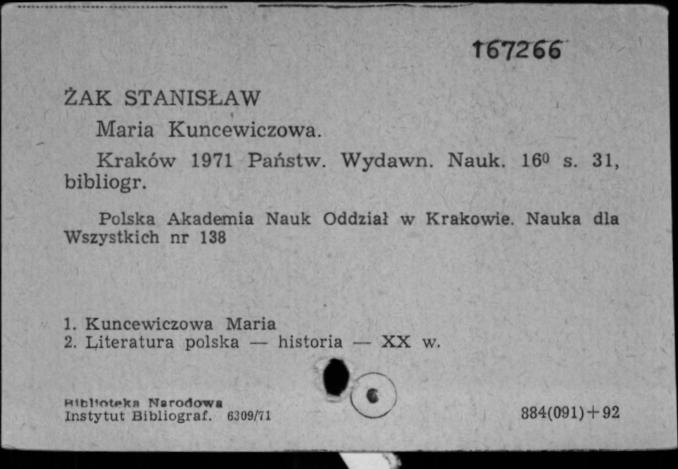 167266
ŻAK STANISŁAW
Maria Kuncewiczowa.
Kraków 1971 Państw. Wydawn. Nauk. 16⁰ s. 31,
bibliogr.
Polska Akademia Nauk Oddział w Krakowie. Nauka dla
Wszystkich nr 138
1. Kuncewiczowa Maria
2. Literatura polska — historia — XX w.
Biblioteka Narodowa
Instytut Bibliograf. 6309/71
884(091)+92